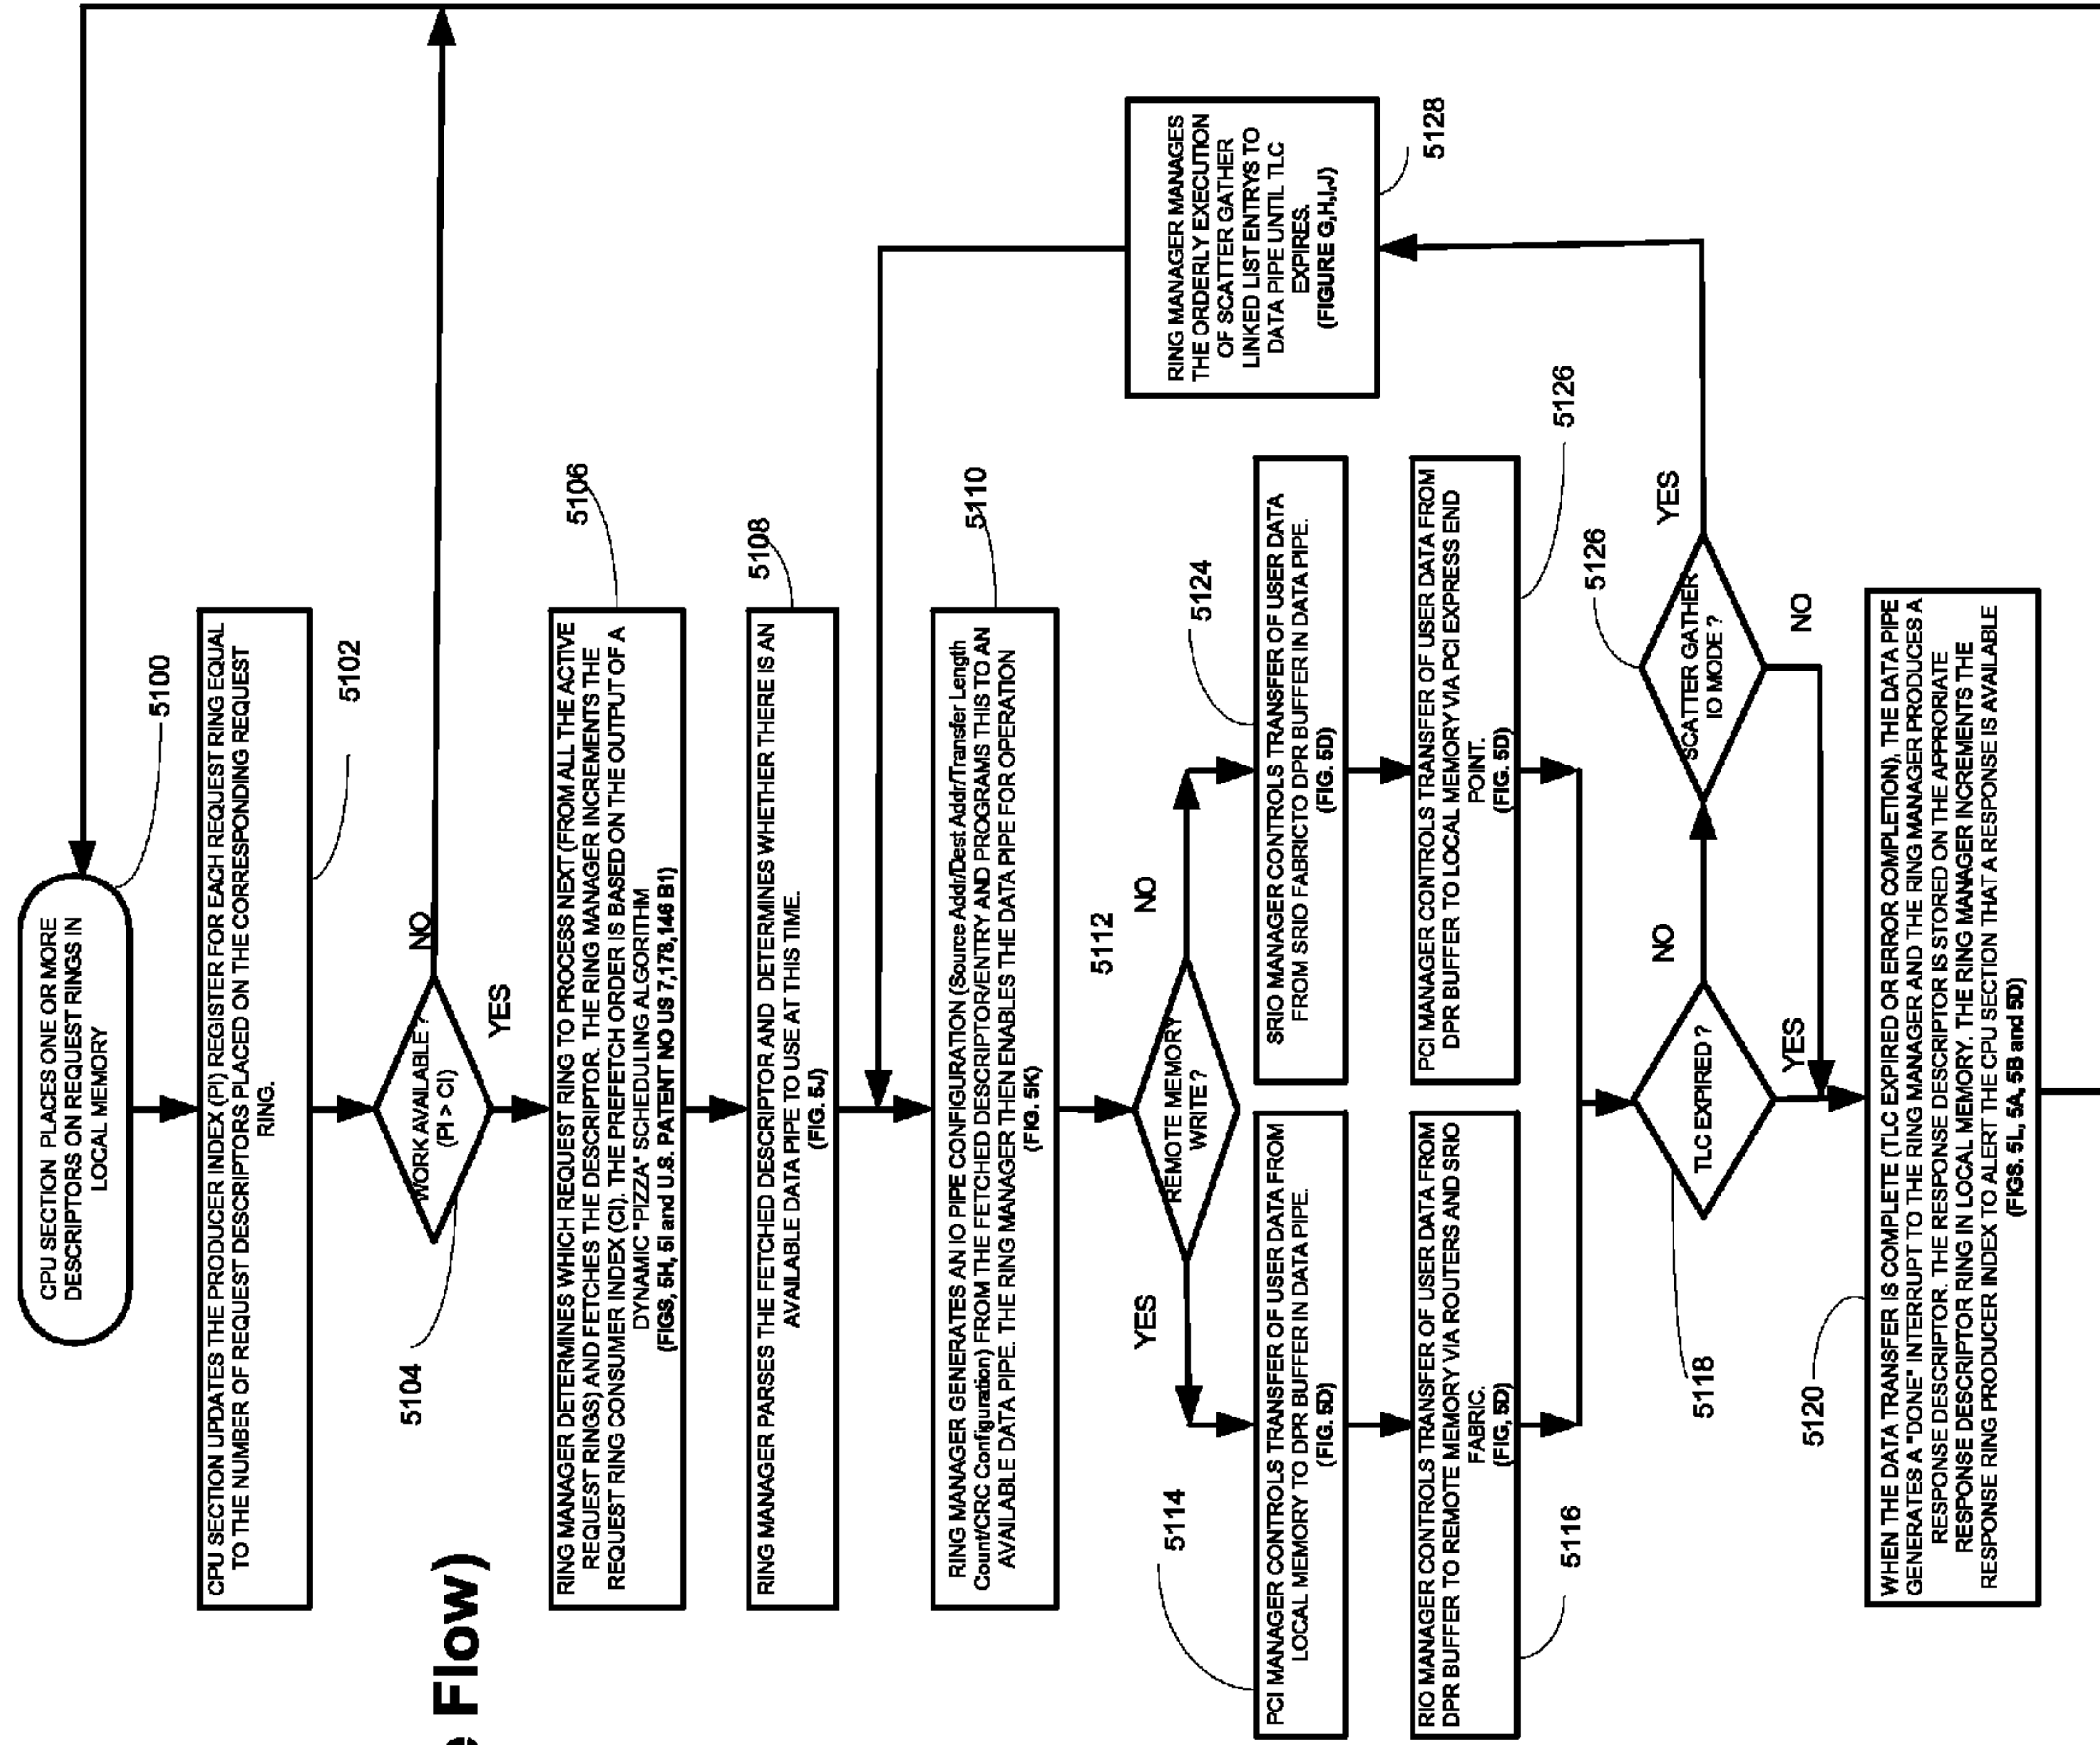 e Flow)
CPU SECTION PLACES ONE OR MORE
DESCRIPTORS ON REQUEST RINGS IN
LOCAL MEMORY
5100
CPU SECTION UPDATES THE PRODUCER INDEX (PI) REGISTER FOR EACH REQUEST RING EQUAL
TO THE NUMBER OF REQUEST DESCRIPTORS PLACED ON THE CORRESPONDING REQUEST
RING.
5102
WORK AVAILABLE ?
(PI > CI)
5104
NO
YES
RING MANAGER DETERMINES WHICH REQUEST RING TO PROCESS NEXT (FROM ALL THE ACTIVE
REQUEST RINGS) AND FETCHES THE DESCRIPTOR. THE RING MANAGER INCREMENTS THE
REQUEST RING CONSUMER INDEX (CI). THE PREFETCH ORDER IS BASED ON THE OUTPUT OF A
DYNAMIC "PIZZA" SCHEDULING ALGORITHM
(FIGS, 5H, 5I and U.S. PATENT NO US 7,178,146 B1)
5106
RING MANAGER PARSES THE FETCHED DESCRIPTOR AND DETERMINES WHETHER THERE IS AN
AVAILABLE DATA PIPE TO USE AT THIS TIME.
(FIG. 5J)
5108
RING MANAGER GENERATES AN IO PIPE CONFIGURATION (Source Addr/Dest Addr/Transfer Length
Count/CRC Configuration) FROM THE FETCHED DESCRIPTOR/ENTRY AND PROGRAMS THIS TO AN
AVAILABLE DATA PIPE. THE RING MANAGER THEN ENABLES THE DATA PIPE FOR OPERATION
(FIG. 5K)
5110
REMOTE MEMORY
WRITE ?
5112
YES
NO
PCI MANAGER CONTROLS TRANSFER OF USER DATA FROM
LOCAL MEMORY TO DPR BUFFER IN DATA PIPE.
(FIG. 5D)
5114
SRIO MANAGER CONTROLS TRANSFER OF USER DATA
FROM SRIO FABRICTO DPR BUFFER IN DATA PIPE.
(FIG. 5D)
5124
RIO MANAGER CONTROLS TRANSFER OF USER DATA FROM
DPR BUFFER TO REMOTE MEMORY VIA ROUTERS AND SRIO
FABRIC.
(FIG, 5D)
5116
PCI MANAGER CONTROLS TRANSFER OF USER DATA FROM
DPR BUFFER TO LOCAL MEMORY VIA PCI EXPRESS END
POINT.
(FIG. 5D)
5126
TLC EXPIRED ?
5118
NO
YES
SCATTER GATHER
IO MODE ?
5126
YES
NO
RING MANAGER MANAGES
THE ORDERLY EXECUTION
OF SCATTER GATHER
LINKED LIST ENTRYS TO
DATA PIPE UNTIL TLC
EXPIRES.
(FIGURE G,H,I,J)
5128
WHEN THE DATA TRANSFER IS COMPLETE (TLC EXPIRED OR ERROR COMPLETION), THE DATA PIPE
GENERATES A "DONE" INTERRUPT TO THE RING MANAGER AND THE RING MANAGER PRODUCES A
RESPONSE DESCRIPTOR. THE RESPONSE DESCRIPTOR IS STORED ON THE APPRORIATE
RESPONSE DESCRIPTOR RING IN LOCAL MEMORY. THE RING MANAGER INCREMENTS THE
RESPONSE RING PRODUCER INDEX TO ALERT THE CPU SECTION THAT A RESPONSE IS AVAILABLE
(FIGS. 5L, 5A, 5B and 5D)
5120